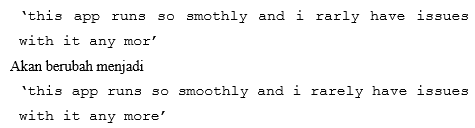 ‘this app runs so smothly and i rarly have issues
with it any mor’
Akan berubah menjadi
‘this app runs so smoothly and i rarely have issues
with it any more’